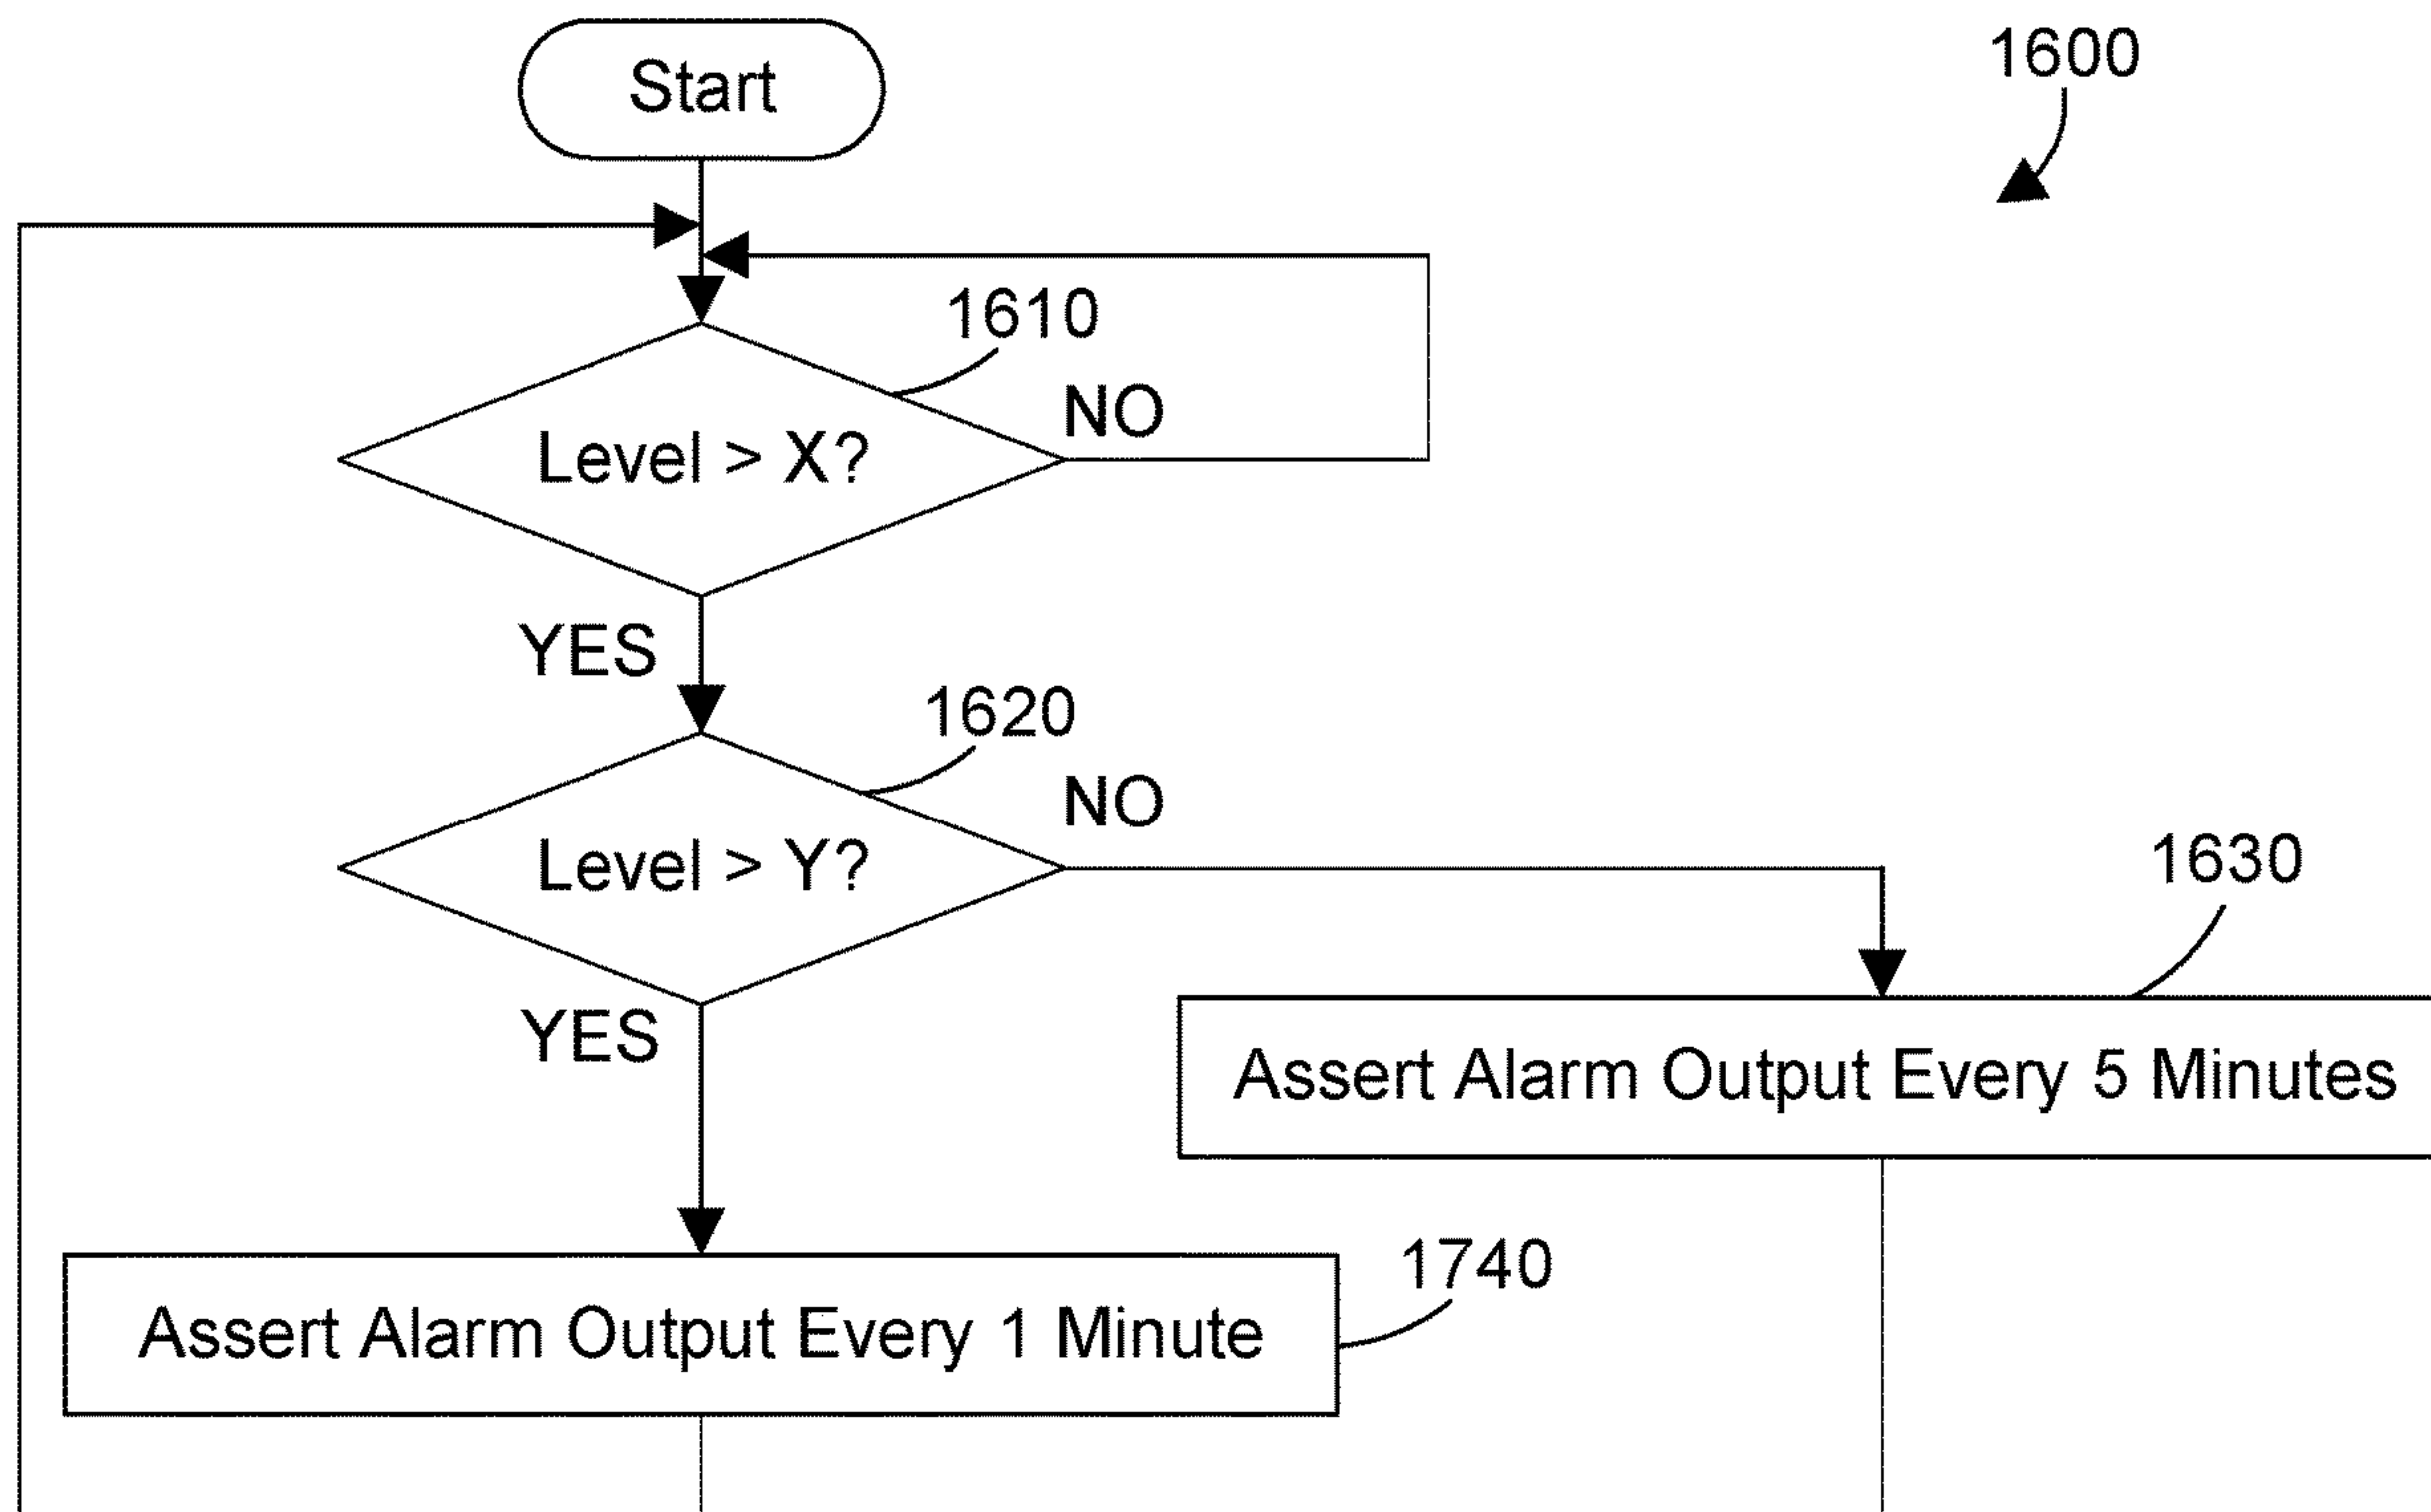 Start
1600
1610
NO
Level > X?
YES
1620
NO
Level > Y?
1630
YES
Assert Alarm Output Every 5 Minutes
1740
Assert Alarm Output Every 1 Minute